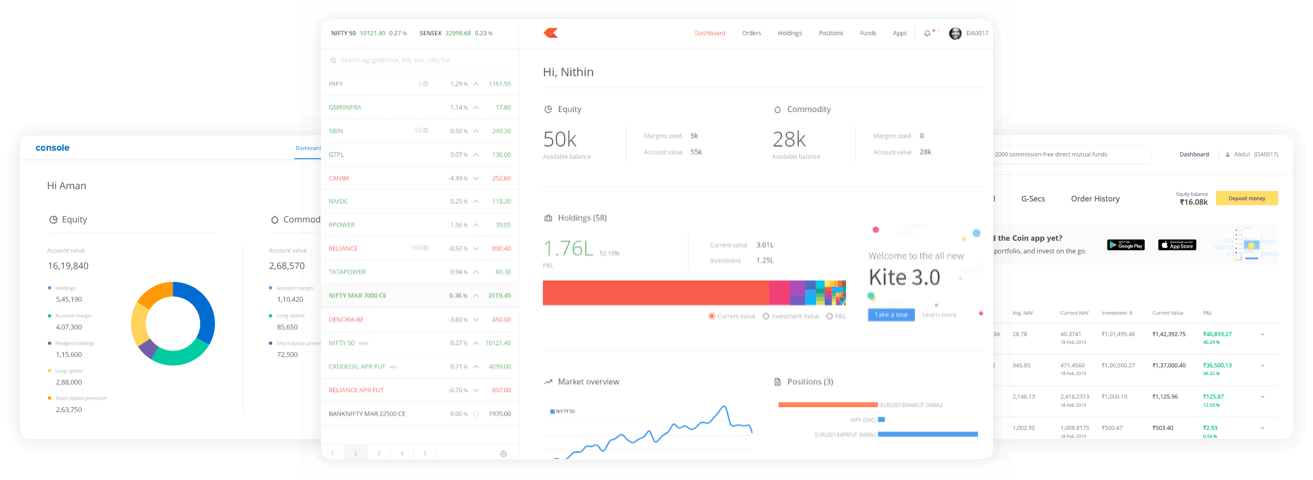 console
Dashboard
Hi Aman
Equity
Account value
16,19,840
Holdings
5,45,190
Account margin
4,07,300
Pledged holdings
1,15,600
Long option
2,88,000
Short option premium
2,63,750
Commod
Account value
2,68,570
Account margin
1,10,420
Long option
85,650
Short option premi
72,500
NIFTY 50 10121.40 0.27 % SENSEX 32998.68 0.23 %
Search eg: gold mcx, infy bse, nifty fut
INFY 2 1.29 % 1161.55
GMRINFRA 1.14 % 17.80
SBIN 53 0.50 % 249.20
GTPL 0.07 % 136.00
CANBK -4.39 % 252.60
NMDC 0.25 % 118.20
RPOWER 1.56 % 39.05
RELIANCE -0.57 % 890.40
TATAPOWER 0.94 % 80.30
NIFTY MAR 7000 CE 0.36 % 3119.45
DENORA-BE -3.83 % 450.00
NIFTY 50 0.27 % 10121.40
CRUDEOIL APR FUT 0.71 % 4099.00
RELIANCE APR FUT -0.70 % 897.00
BANKNIFTY MAR 22500 CE 0.00 % 1970.00
1 2 3 4 5
Dashboard Orders Holdings Positions Funds Apps DA0017
Hi, Nithin
Equity
50k
Available balance
Margins used 5k
Account value 55k
Commodity
28k
Available balance
Margins used 0
Account value 28k
Holdings (58)
1.76L 52.10%
P&L
Current value 3.01L
Investment 1.25L
Current Value Investment Value P&L
Welcome to the all new
Kite 3.0
Take a tour Learn more
Market overview
NIFTY 50
Positions (3)
EURUSD18MARFUT (NRML)
INFY (CNC)
EURUSD18APRFUT (NRML)
2000 commission-free direct mutual funds
Dashboard Abdul (DA0017)
G-Secs Order History
Equity balance
₹16.08k
Deposit money
d the Coin app yet?
portfolio, and invest on the go.
Google Play
App Store
Avg. NAV Current NAV Investment Current Value P&L
34 28.78 40.3741 ₹1,01,499.48 ₹1,42,392.75 ₹40,893.27
18 Feb 2019 40.29 %
345.85 471.4560 ₹1,00,500.27 ₹1,37,000.40 ₹36,500.13
18 Feb 2019 36.32 %
2,146.13 2,416.2313 ₹1,000.10 ₹1,125.96 ₹125.87
18 Feb 2019 12.59 %
1,002.95 1,008.8175 ₹500.47 ₹503.40 ₹2.93
18 Feb 2019 0.59 %